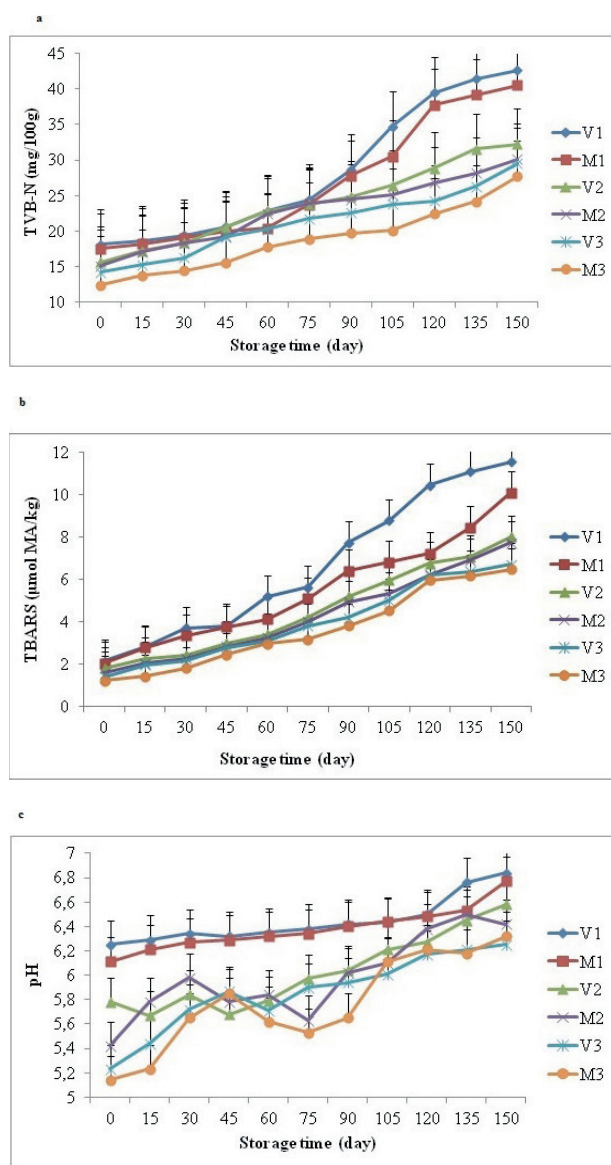 a
45
40
35
30
25
20
15
10
TVB-N (mg/100g)
0 15 30 45 60 75 90 105 120 135 150
Storage time (day)
V1
M1
V2
M2
V3
M3
b
12
10
8
6
4
2
0
TBARS (µmol MA/kg)
0 15 30 45 60 75 90 105 120 135 150
Storage time (day)
V1
M1
V2
M2
V3
M3
c
7
6,8
6,6
6,4
6,2
6
5,8
5,6
5,4
5,2
5
pH
0 15 30 45 60 75 90 105 120 135 150
Storage time (day)
V1
M1
V2
M2
V3
M3